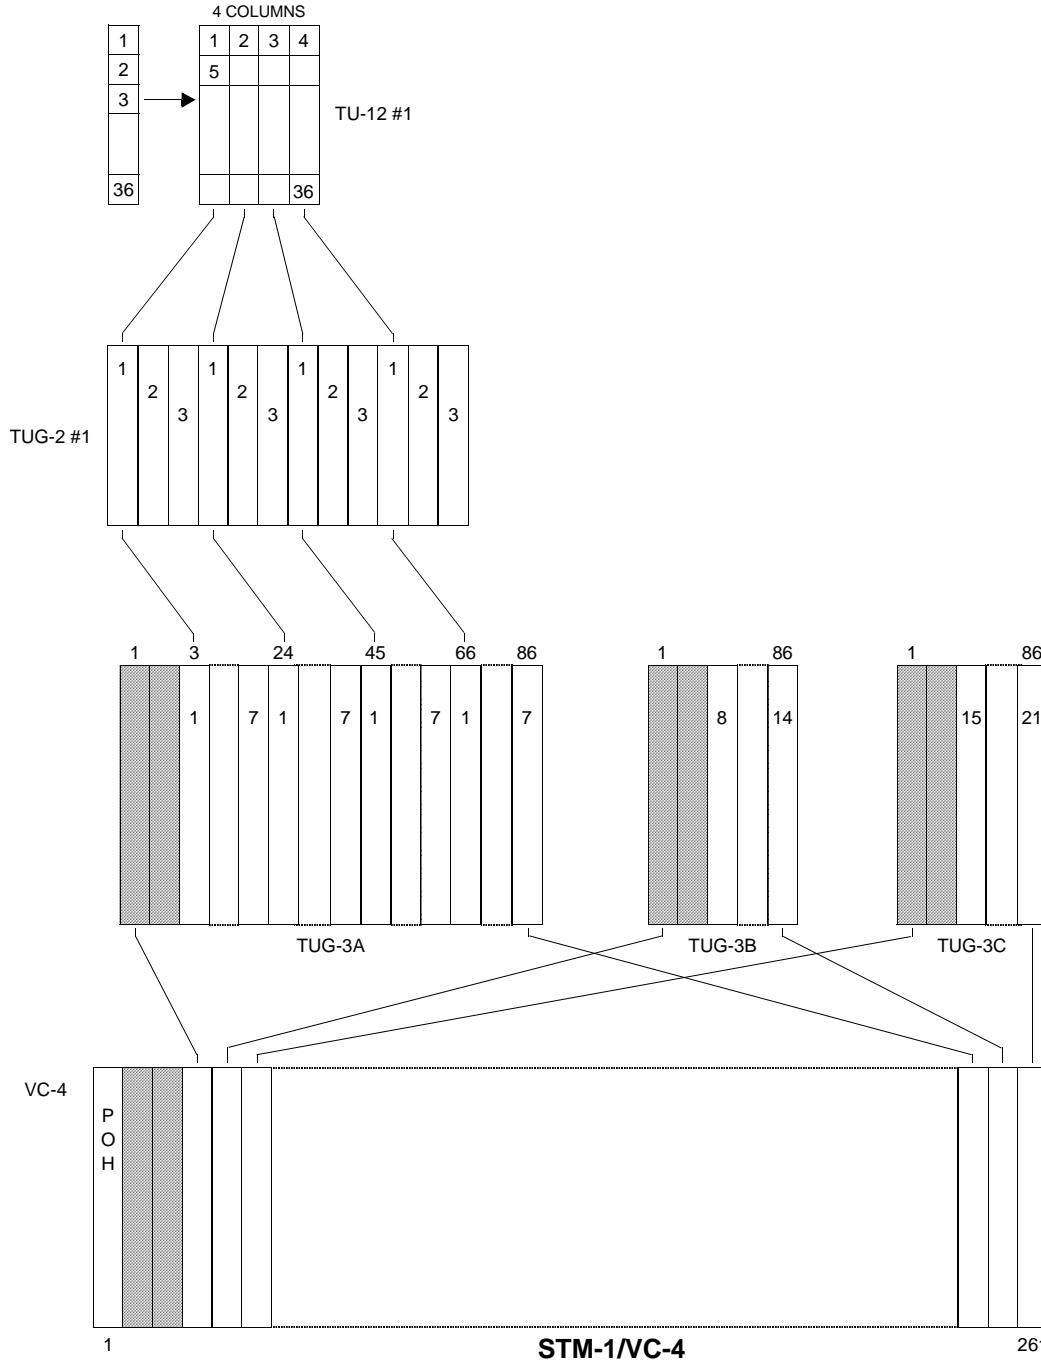 4 COLUMNS
1 1 2 3 4
2 5
3
TU-12 #1
36 36
1 1 1 1
2 2 2 2
3 3 3 3
TUG-2 #1
1 3 24 45 66 86 1 86 1 86
1 7 1 7 1 7 1 7 8 14 15 21
TUG-3A TUG-3B TUG-3C
VC-4
P
O
H
1 STM-1/VC-4 261